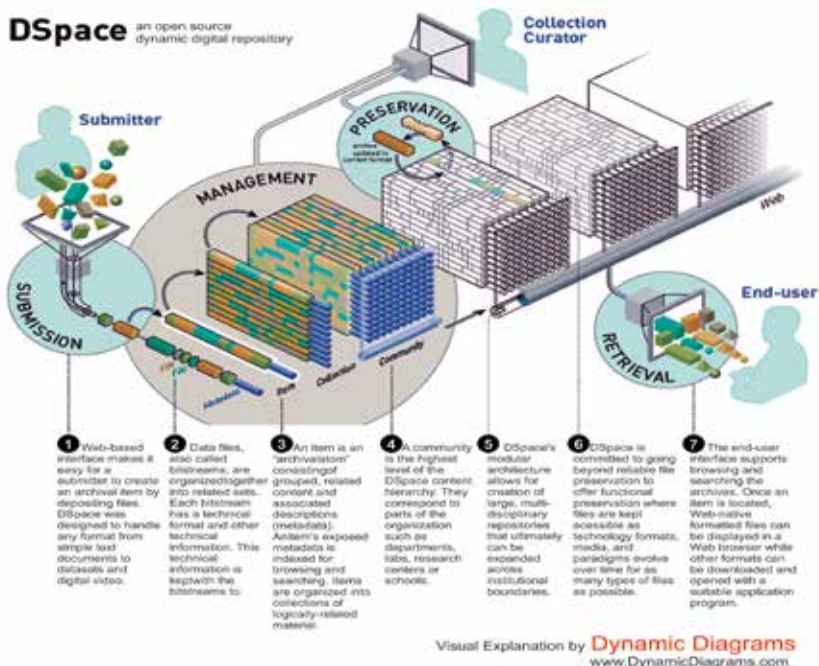 DSpace an open source
dynamic digital repository
Collection
Curator
Submitter
PRESERVATION
archive
updated to
current format
MANAGEMENT
Web
SUBMISSION
End-user
RETRIEVAL
File
File
Metadata
Item
Collection
Community
1 Web-based
interface makes it
easy for a
submitter to create
an archival item by
depositing files.
DSpace was
designed to handle
any format from
simple text
documents to
datasets and
digital video.
2 Data files,
also called
bitstreams, are
organizedtogether
into related sets.
Each bitstream
has a technical
format and other
technical
information. This
technical
information is
keptwith the
bitstreams to
3 An item is an
"archivalatom"
consistingof
grouped, related
content and
associated
descriptions
(metadata).
Anitem's exposed
metadata is
indexed for
browsing and
searching. Items
are organized into
collections of
logically-related
material.
4 A community
is the highest
level of the
DSpace content
hierarchy. They
correspond to
parts of the
organization
such as
departments,
labs, research
centers or
schools.
5 DSpace's
modular
architecture
allows for
creation of
large, multi-
disciplinary
repositories
that ultimately
can be
expanded
across
institutional
boundaries.
6 DSpace is
committed to going
beyond reliable file
preservation to
offer functional
preservation where
files are kept
acessible as
technology formats,
media, and
paradigms evolve
over time for as
many types of files
as possible.
7 The end-user
interface supports
browsing and
searching the
archives. Once an
item is located,
Web-native
formatted files can
be displayed in a
Web browser while
other formats can
be downloaded and
opened with a
suitable application
program.
Visual Explanation by Dynamic Diagrams
www.DynamicDiagrams.com